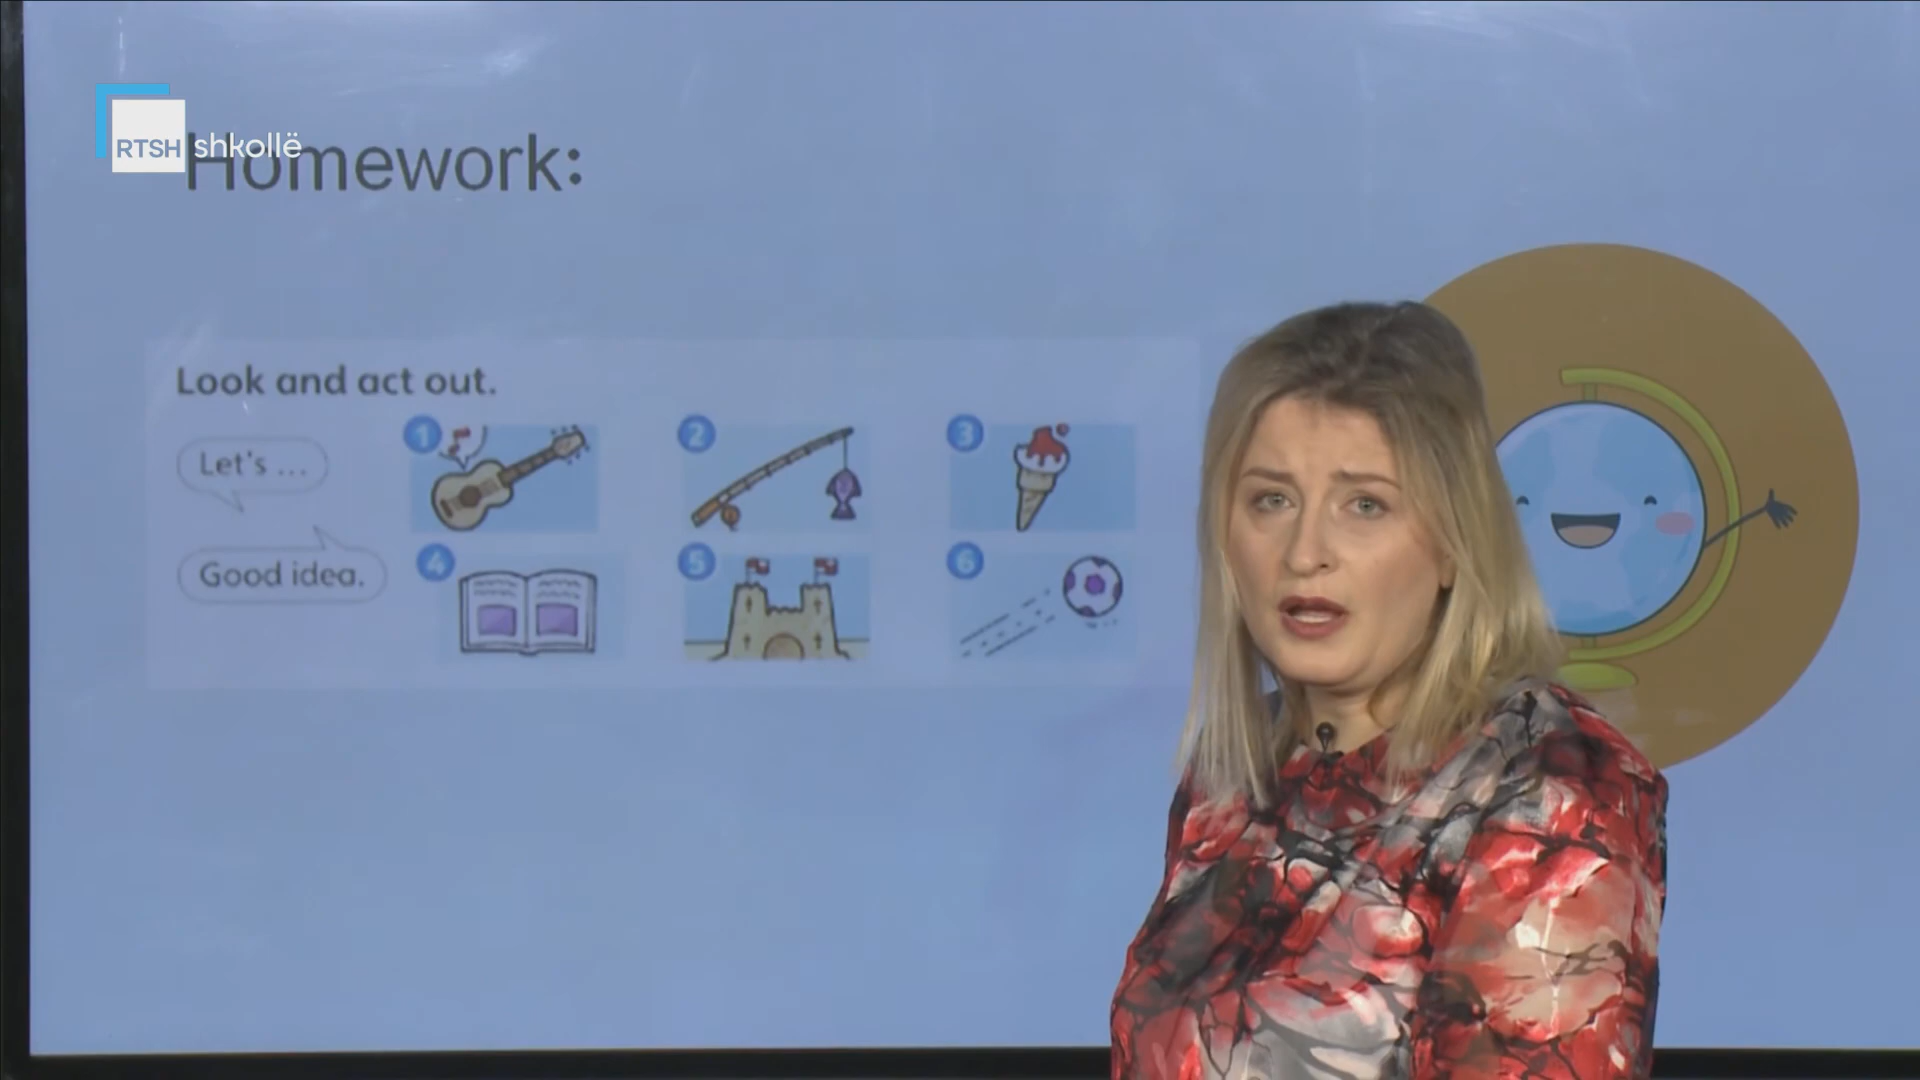 RTSH shkollë
Homework:
Look and act out.
1
2
3
Let's ...
Good idea.
4
5
6